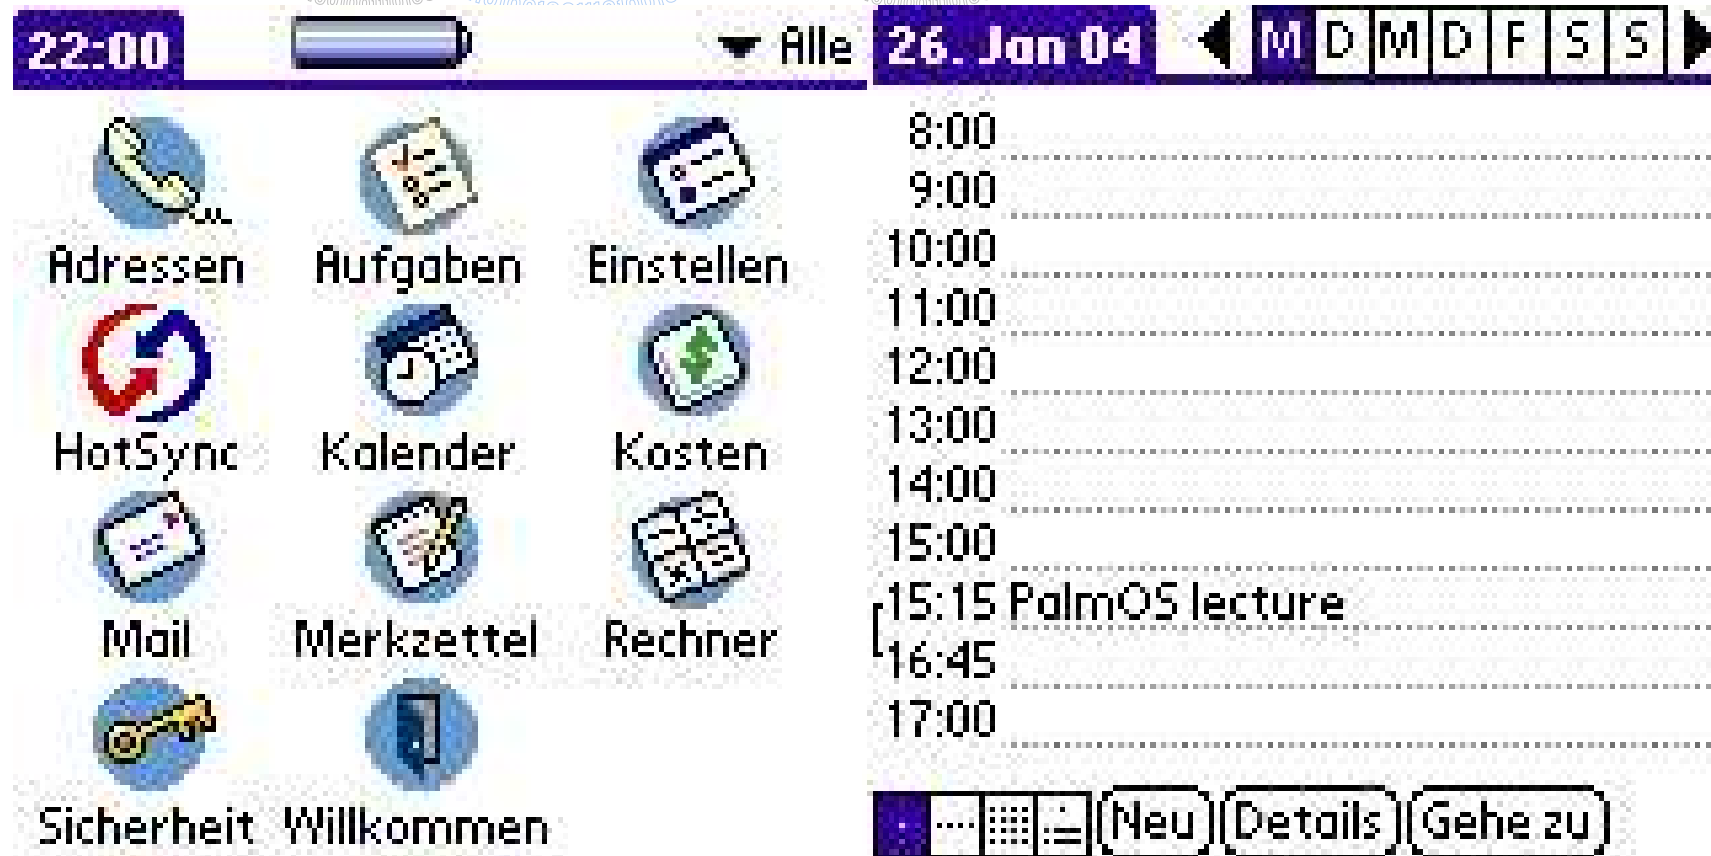 22:00
Alle
Adressen Aufgaben Einstellen
HotSync Kalender Kosten
Mail Merkzettel Rechner
Sicherheit Willkommen
26. Jan 04 M D M D F S S
8:00
9:00
10:00
11:00
12:00
13:00
14:00
15:00
15:15 PalmOS lecture
16:45
17:00
Neu Details Gehe zu